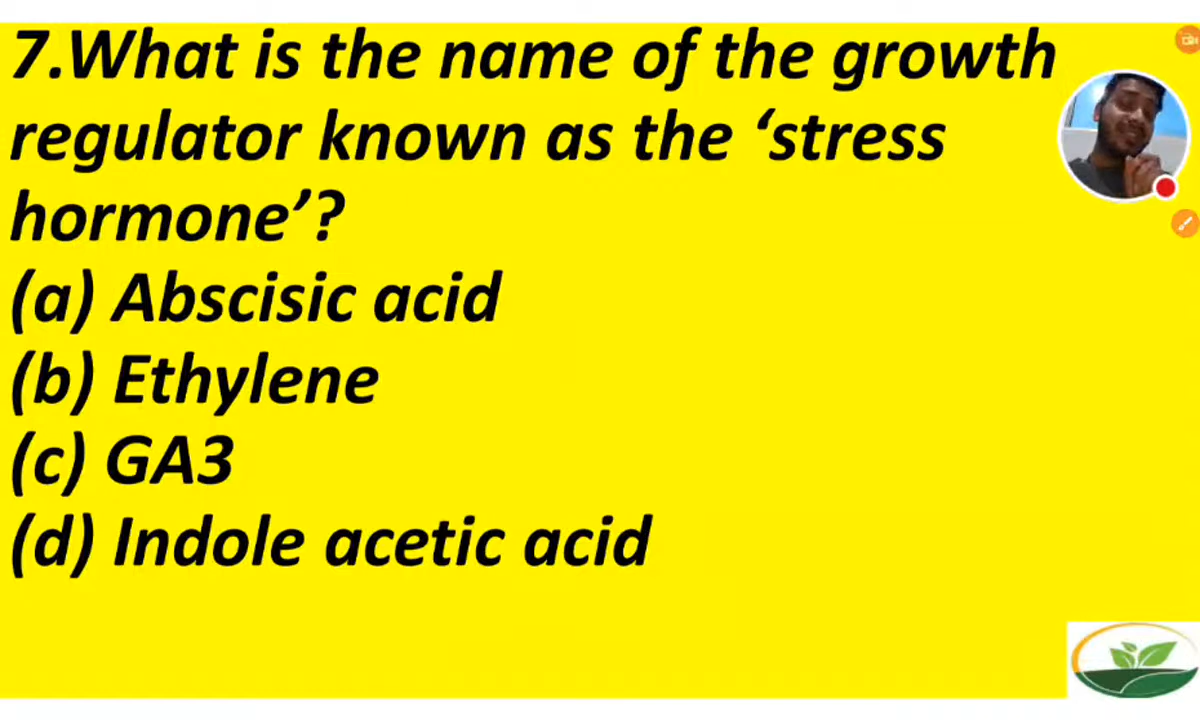 7.What is the name of the growth
regulator known as the ‘stress
hormone’?
(a) Abscisic acid
(b) Ethylene
(c) GA3
(d) Indole acetic acid